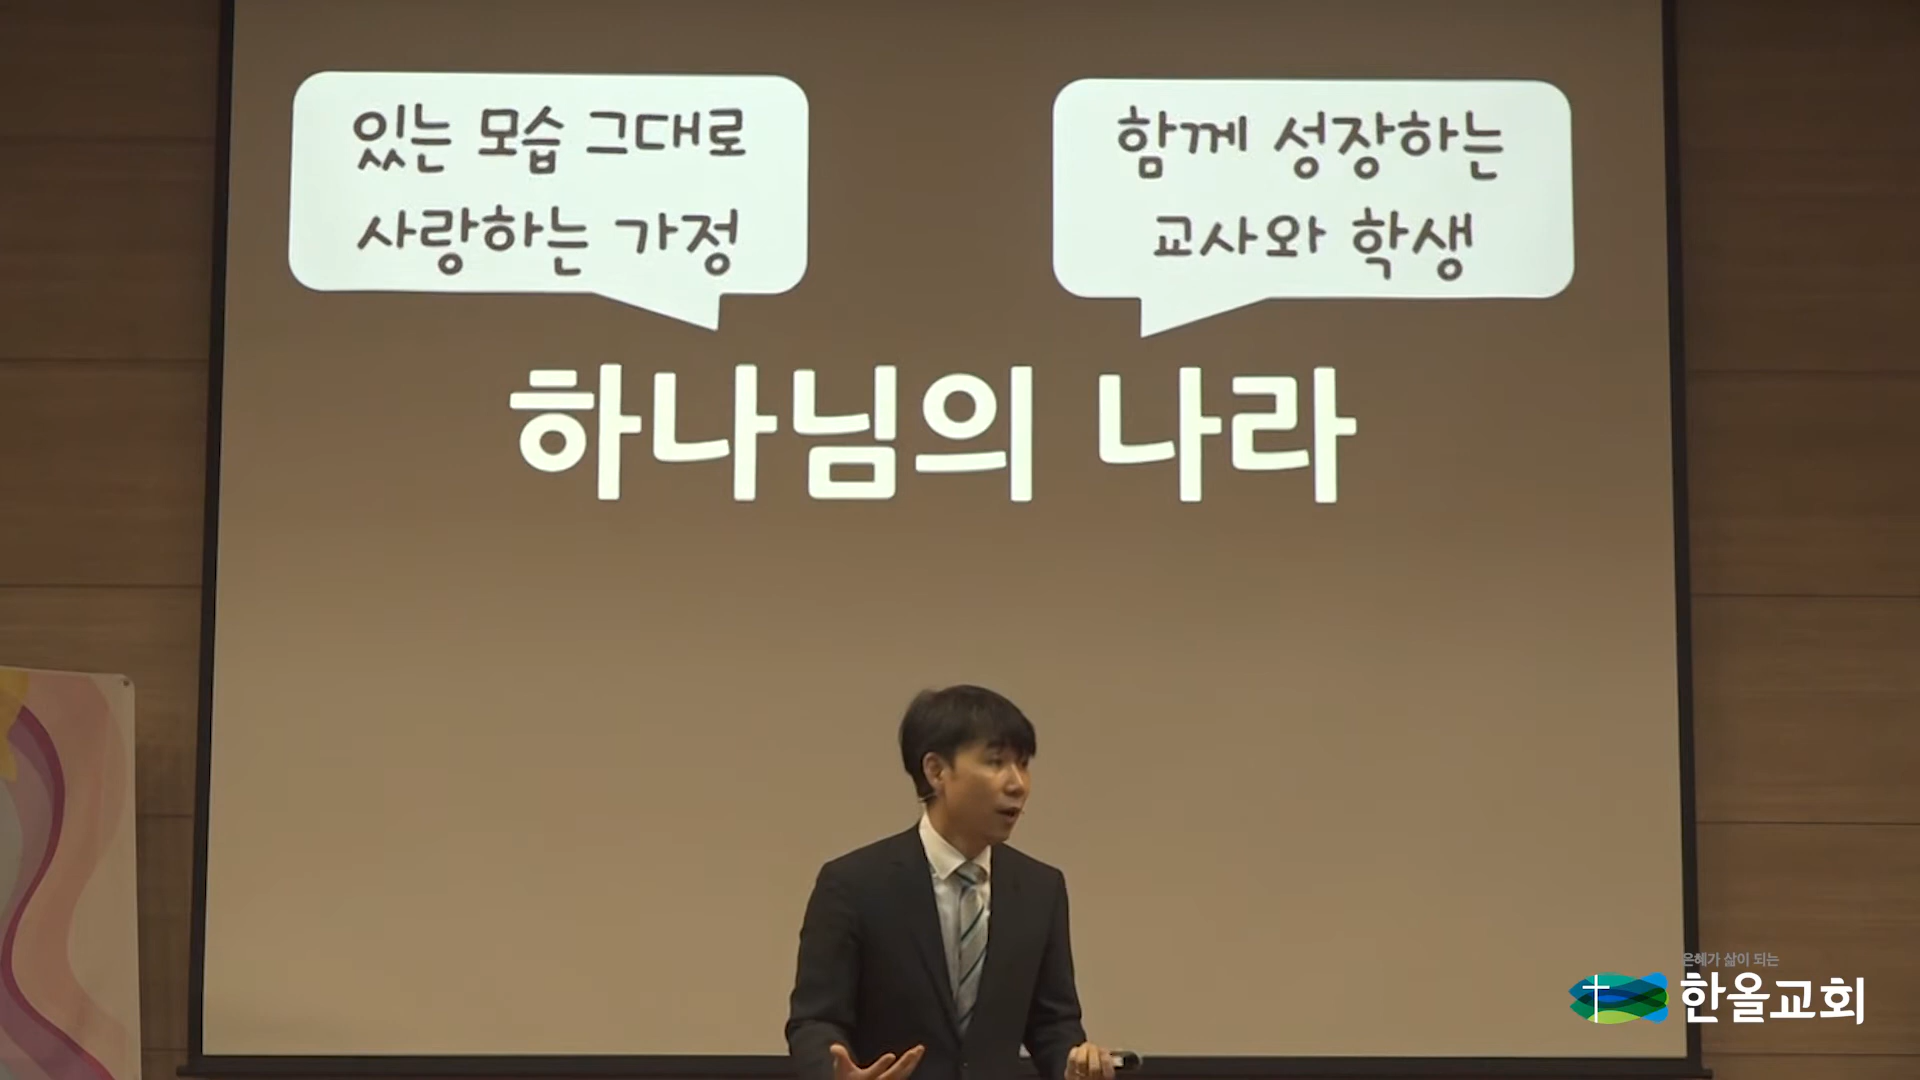 있는 모습 그대로
사랑하는 가정
함께 성장하는
교사와 학생
하나님의 나라
은혜가 삶이 되는
한올교회